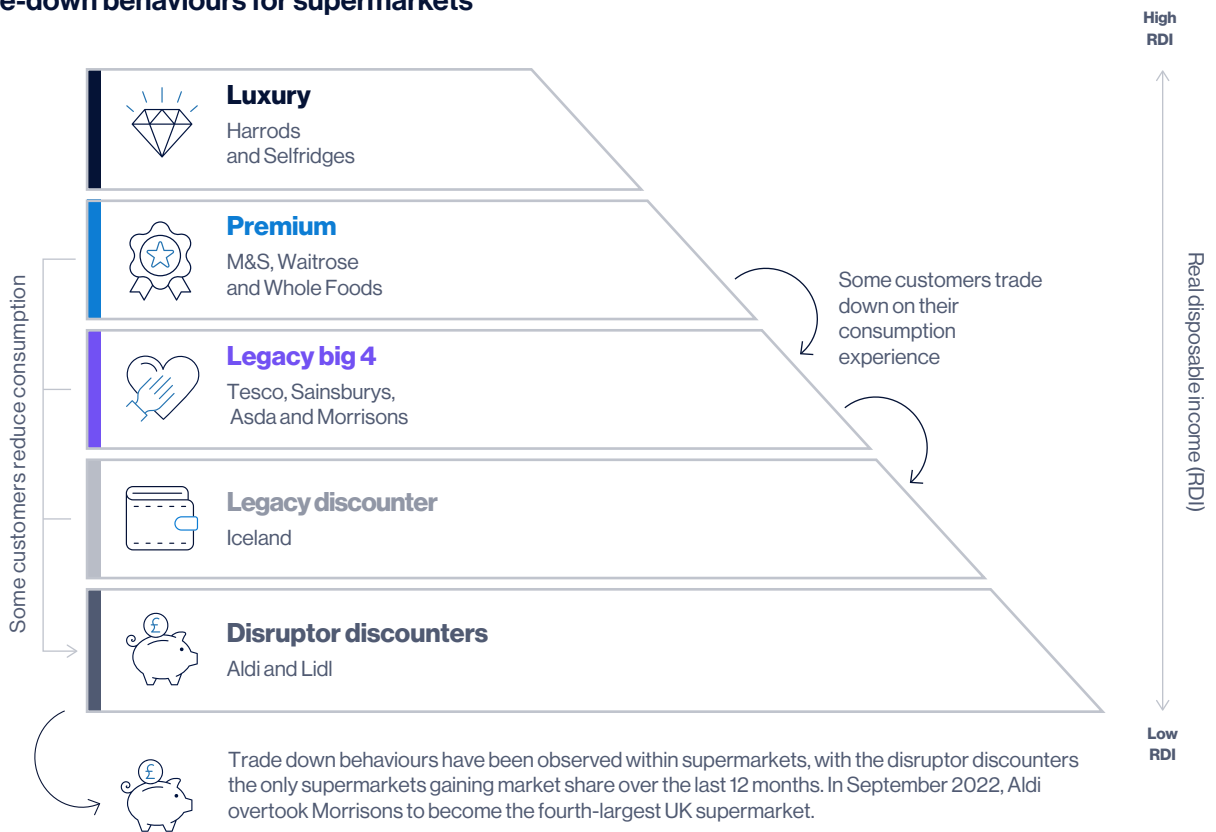 e-down behaviours for supermarkets
High
RDI
Luxury
Harrods
and Selfridges
Premium
M&S, Waitrose
and Whole Foods
Some customers trade
down on their
consumption
experience
Legacy big 4
Tesco, Sainsburys,
Asda and Morrisons
Legacy discounter
Iceland
Disruptor discounters
£
Aldi and Lidl
Some customers reduce consumption
Real disposable income (RDI)
Low
RDI
£
Trade down behaviours have been observed within supermarkets, with the disruptor discounters
the only supermarkets gaining market share over the last 12 months. In September 2022, Aldi
overtook Morrisons to become the fourth-largest UK supermarket.